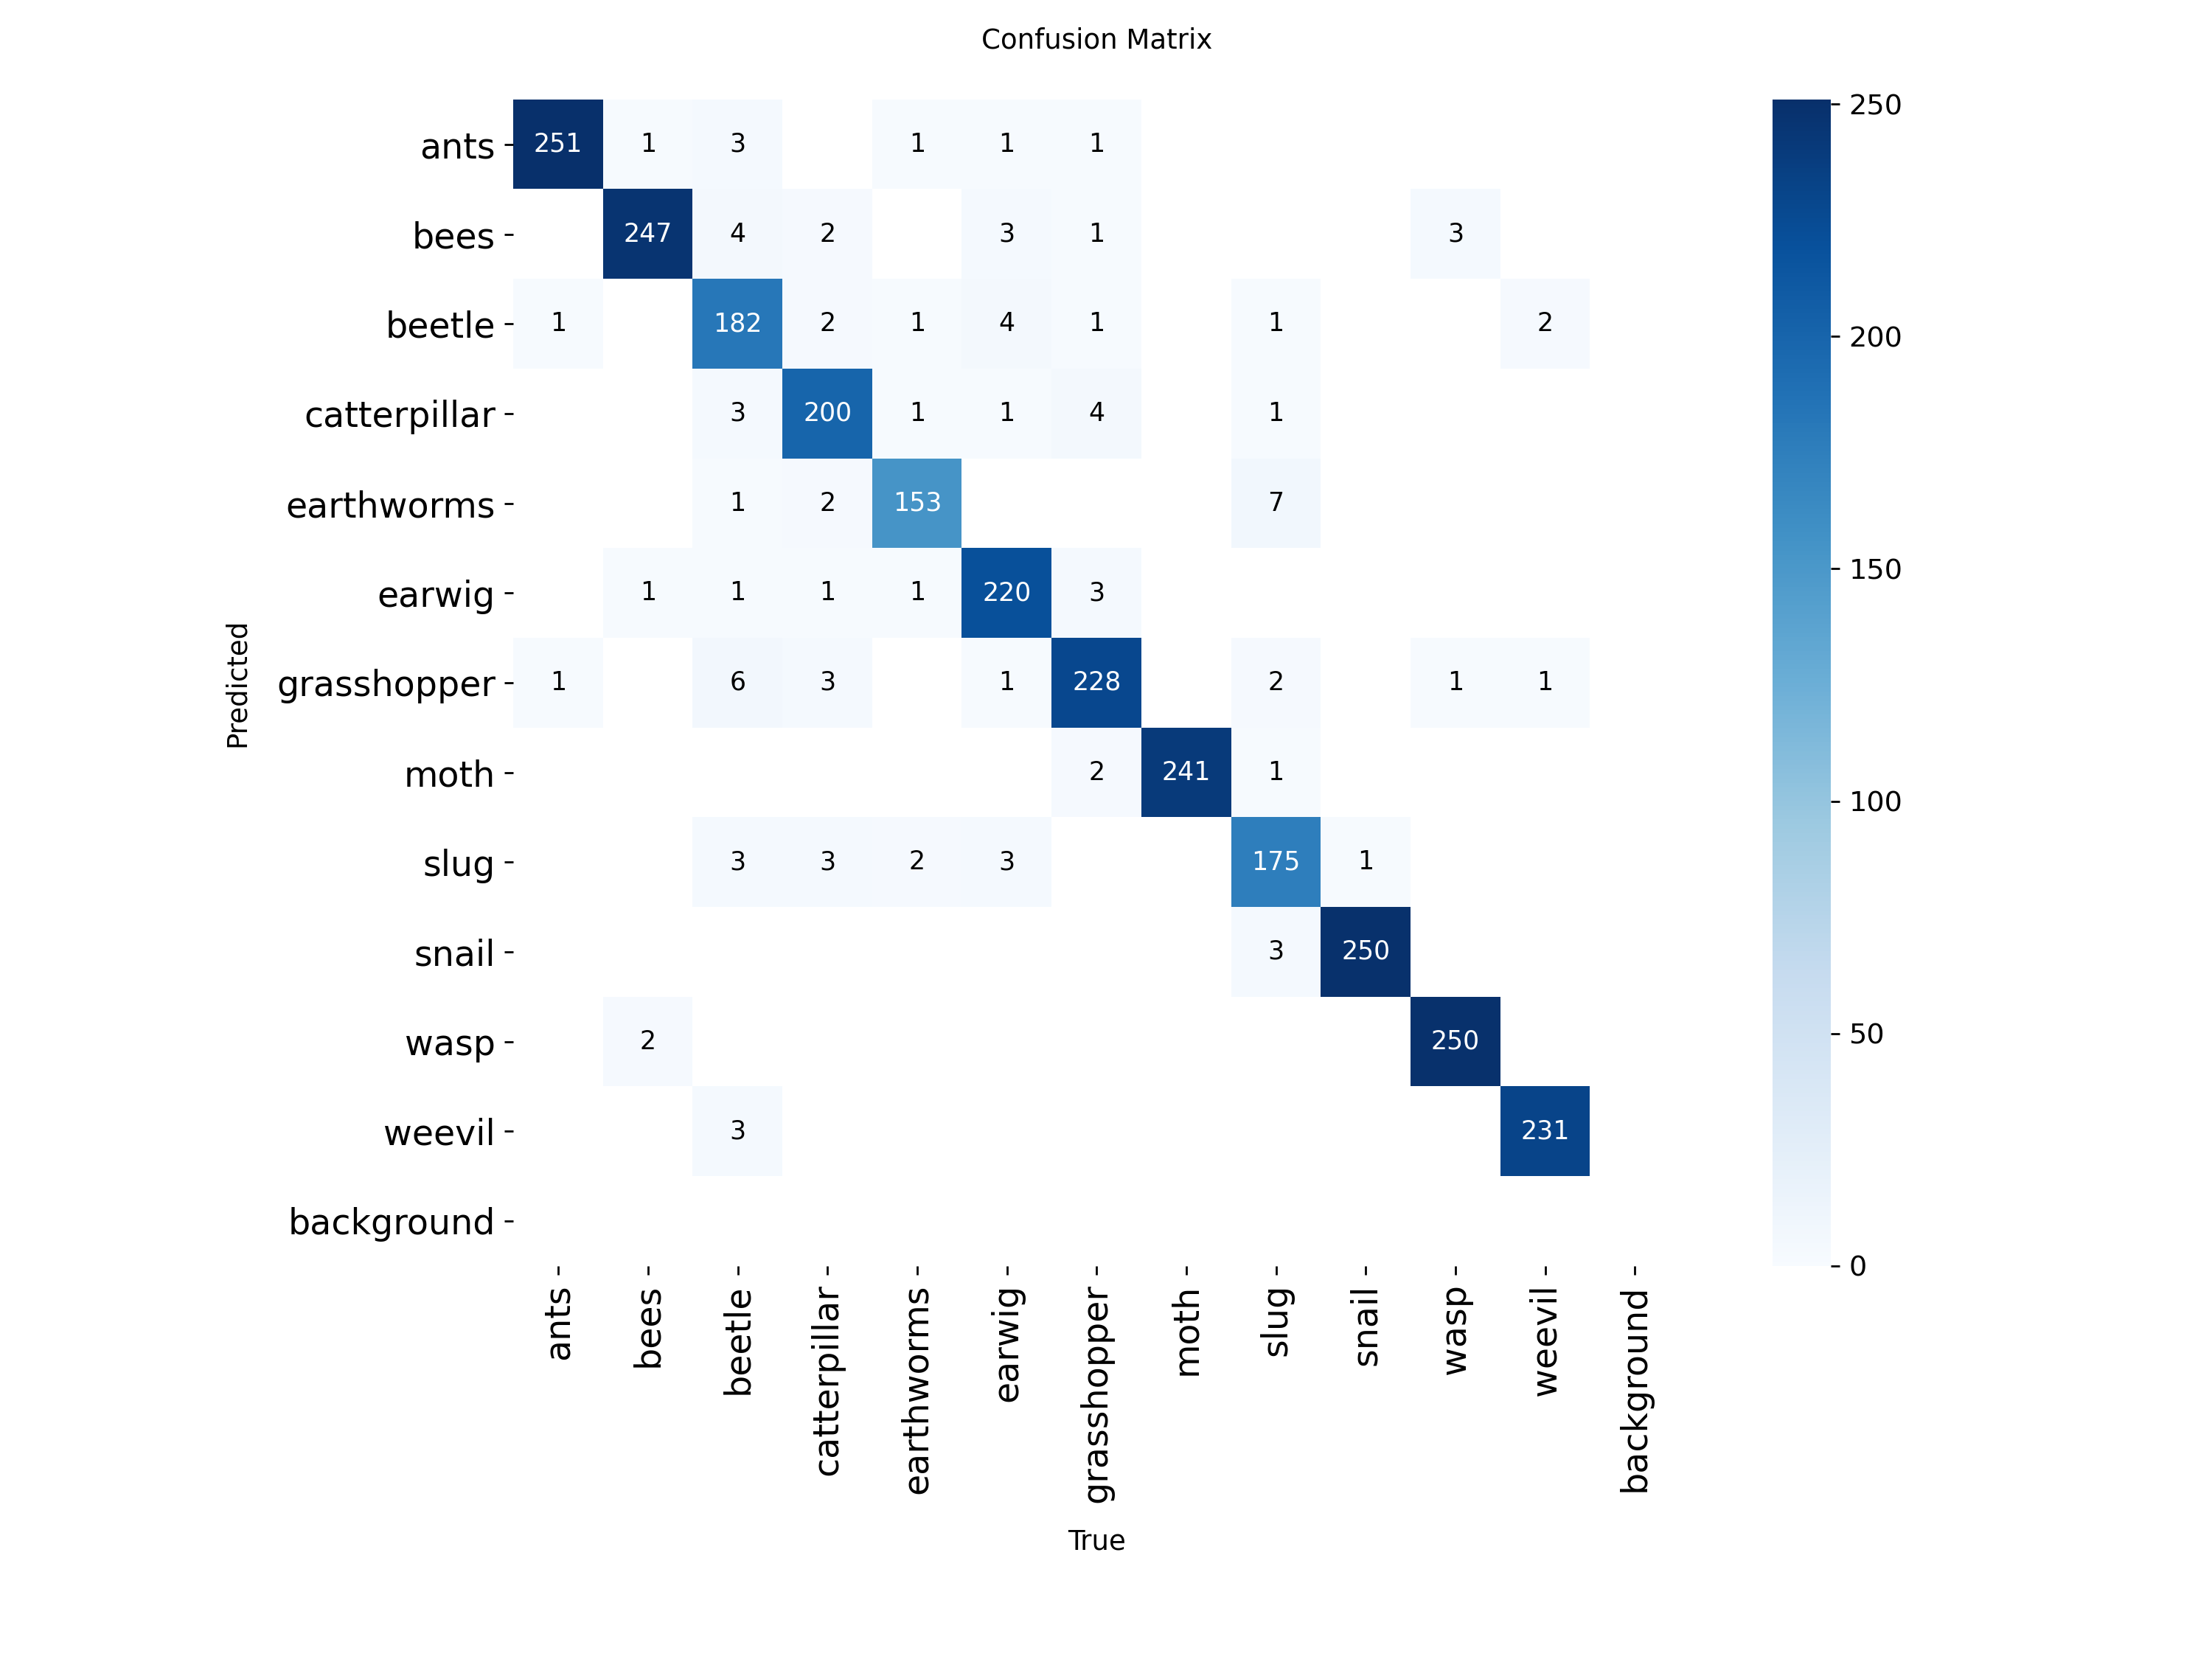 Confusion Matrix
ants 251 1 3 1 1 1
bees 247 4 2 3 1 3
beetle 1 182 2 1 4 1 1 2
catterpillar 3 200 1 1 4 1
earthworms 1 2 153 7
earwig 1 1 1 1 220 3
grasshopper 1 6 3 1 228 2 1 1
moth 2 241 1
slug 3 3 2 3 175 1
snail 3 250
wasp 2 250
weevil 3 231
background
Predicted
ants bees beetle catterpillar earthworms earwig grasshopper moth slug snail wasp weevil background
True
250
200
150
100
50
0